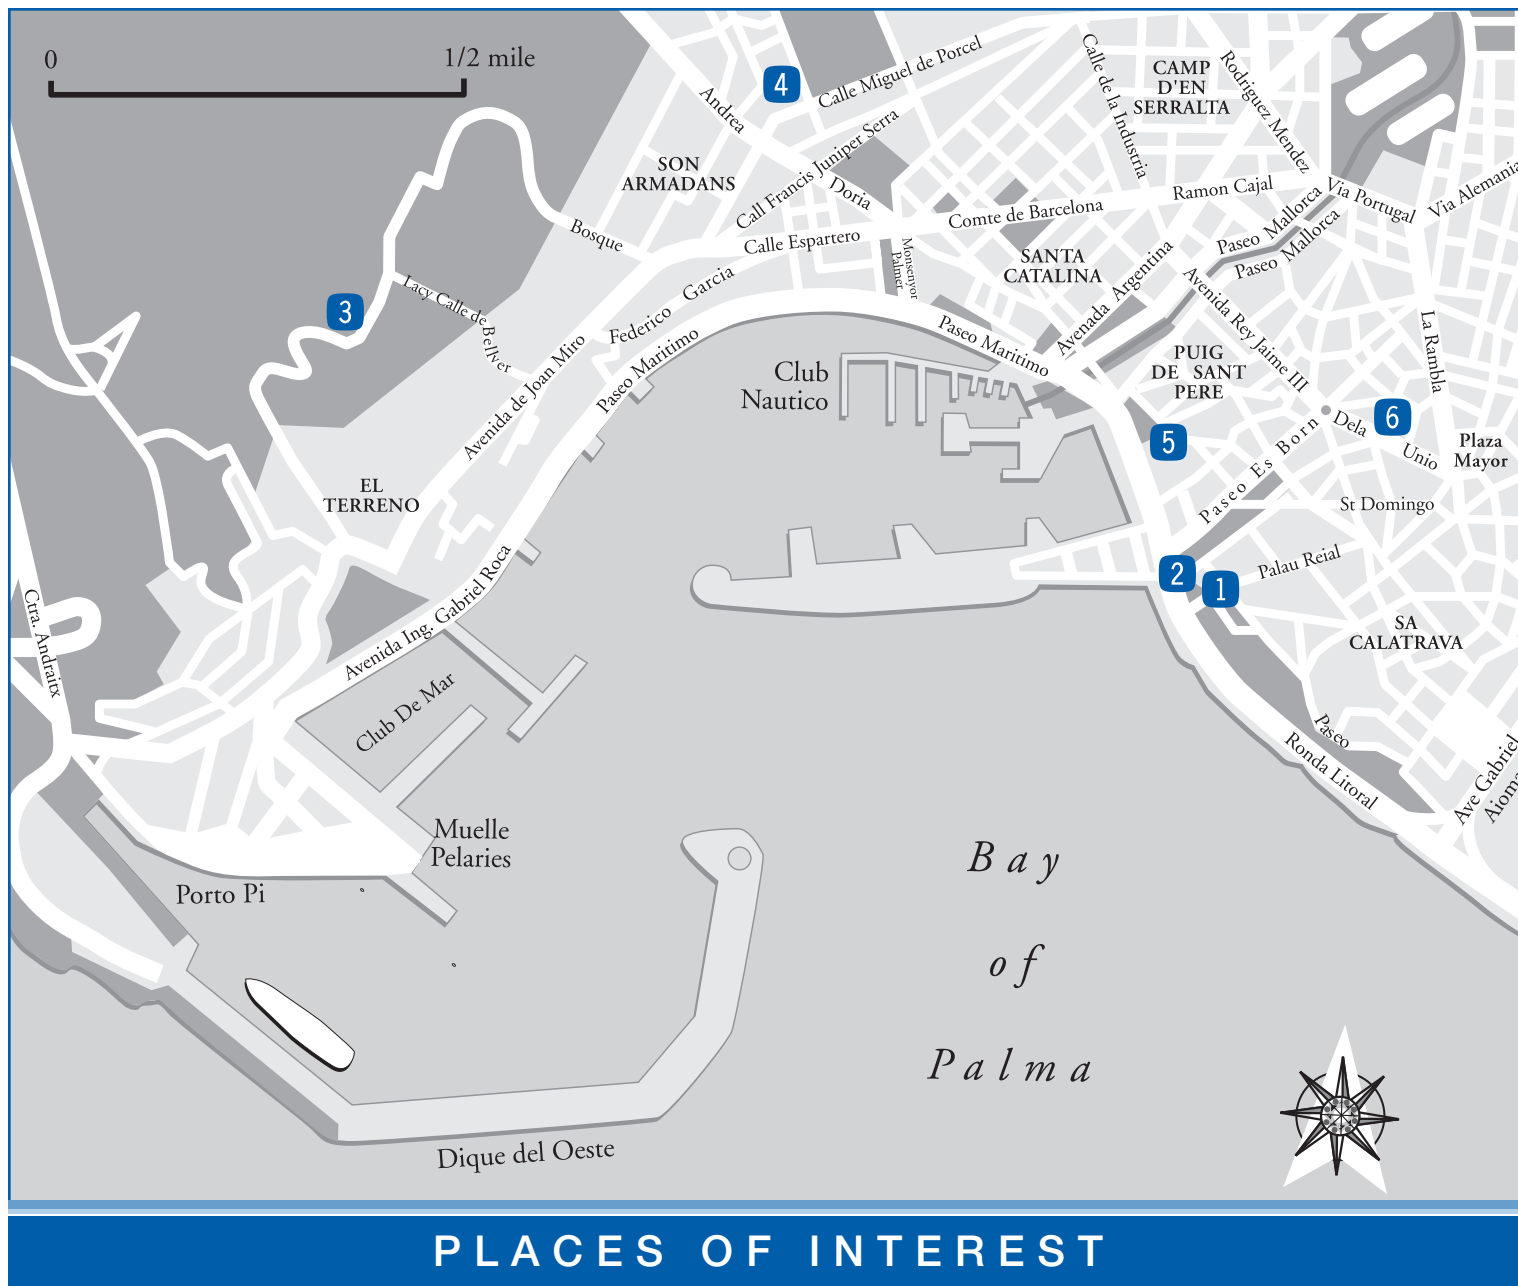 0 1/2 mile
4
Calle Miguel de Porcel
Calle de la Industria
CAMP
D'EN
SERRALTA
Rodriguez Mendez
Andrea
Doria
Call Francis Juniper Serra
SON
ARMADANS
Ramon Cajal
Via Portugal
Via Alemania
Comte de Barcelona
Paseo Mallorca
Paseo Mallorca
Bosque
Calle Espartero
Monsenyor
Palmer
SANTA
CATALINA
Avenada Argentina
Avenida Rey Jaime III
Lacy Calle de Bellver
3
Federico Garcia
Paseo Maritimo
Paseo Maritimo
Avenida de Joan Miro
La Rambla
PUIG
DE SANT
PERE
Club
Nautico
5
6
Dela Unio
Paseo Es Born
Plaza
Mayor
EL
TERRENO
St Domingo
2
1
Palau Reial
Avenida Ing. Gabriel Roca
Ctra. Andraitx
SA
CALATRAVA
Club De Mar
Paseo
Ronda Litoral
Ave Gabriel
Muelle
Pelaries
Porto Pi
Bay
of
Palma
Dique del Oeste
PLACES OF INTEREST